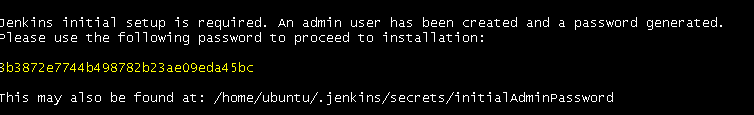 Jenkins initial setup is required. An admin user has been created and a password generated.
Please use the following password to proceed to installation:
3b3872e7744b498782b23ae09eda45bc
This may also be found at: /home/ubuntu/.jenkins/secrets/initialAdminPassword